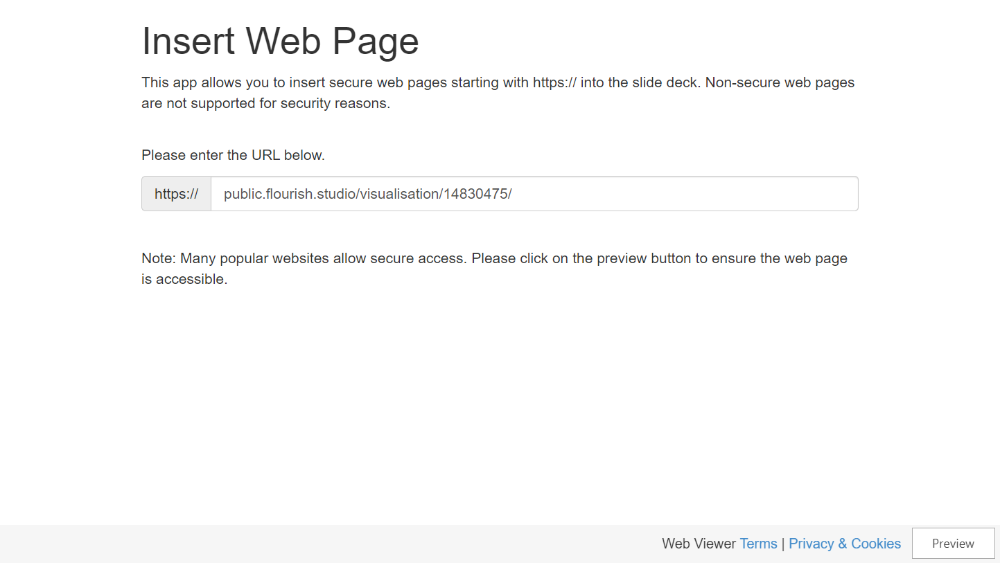 Insert Web Page
This app allows you to insert secure web pages starting with https:// into the slide deck. Non-secure web pages
are not supported for security reasons.
Please enter the URL below.
https:// public.flourish.studio/visualisation/14830475/
Note: Many popular websites allow secure access. Please click on the preview button to ensure the web page
is accessible.
Web Viewer Terms | Privacy & Cookies Preview